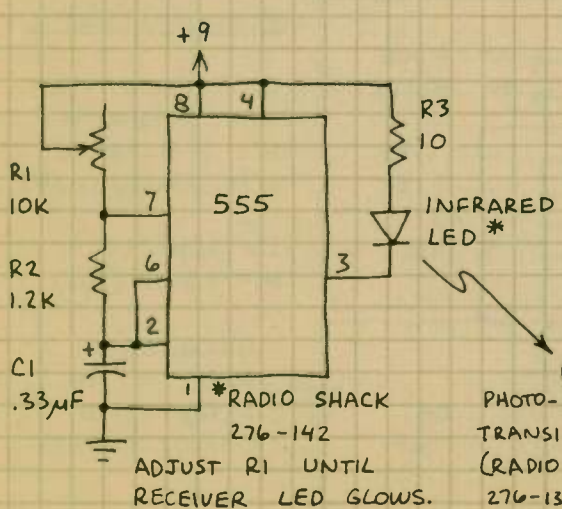 +9
8
4
R3
10
R1
10K
7
555
INFRARED
LED *
6
3
R2
1.2K
2
+
C1
.33µF
1
*RADIO SHACK
276-142
PHOTO-
TRANSI
(RADIO
276-13
ADJUST R1 UNTIL
RECEIVER LED GLOWS.